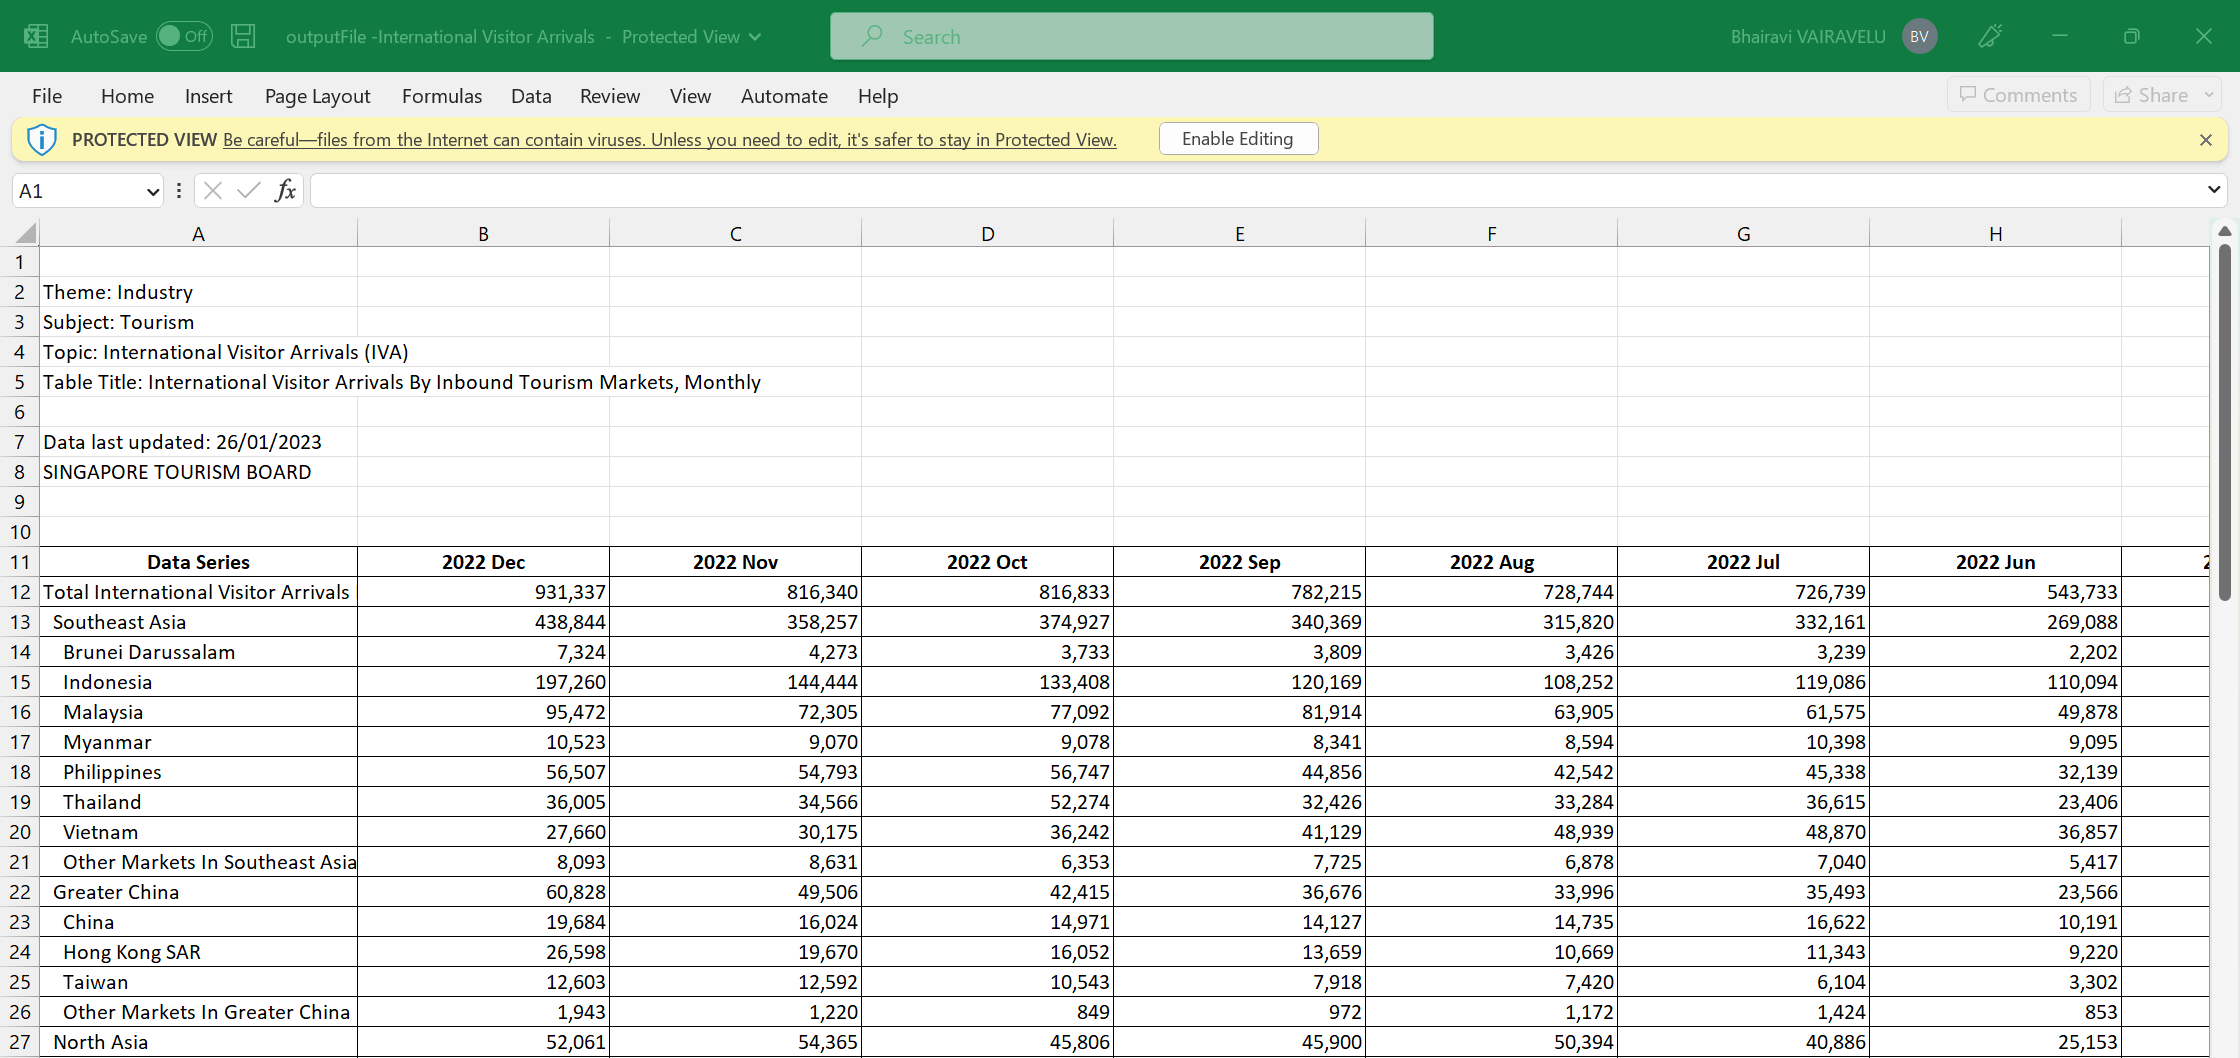 AutoSave Off outputFile -International Visitor Arrivals - Protected View Search Bhairavi VAIRAVELU BV
File Home Insert Page Layout Formulas Data Review View Automate Help Comments Share
PROTECTED VIEW Be careful—files from the Internet can contain viruses. Unless you need to edit, it's safer to stay in Protected View. Enable Editing
A1 fx
A B C D E F G H
1
2 Theme: Industry
3 Subject: Tourism
4 Topic: International Visitor Arrivals (IVA)
5 Table Title: International Visitor Arrivals By Inbound Tourism Markets, Monthly
6
7 Data last updated: 26/01/2023
8 SINGAPORE TOURISM BOARD
9
10
11 Data Series 2022 Dec 2022 Nov 2022 Oct 2022 Sep 2022 Aug 2022 Jul 2022 Jun
12 Total International Visitor Arrivals 931,337 816,340 816,833 782,215 728,744 726,739 543,733
13 Southeast Asia 438,844 358,257 374,927 340,369 315,820 332,161 269,088
14 Brunei Darussalam 7,324 4,273 3,733 3,809 3,426 3,239 2,202
15 Indonesia 197,260 144,444 133,408 120,169 108,252 119,086 110,094
16 Malaysia 95,472 72,305 77,092 81,914 63,905 61,575 49,878
17 Myanmar 10,523 9,070 9,078 8,341 8,594 10,398 9,095
18 Philippines 56,507 54,793 56,747 44,856 42,542 45,338 32,139
19 Thailand 36,005 34,566 52,274 32,426 33,284 36,615 23,406
20 Vietnam 27,660 30,175 36,242 41,129 48,939 48,870 36,857
21 Other Markets In Southeast Asia 8,093 8,631 6,353 7,725 6,878 7,040 5,417
22 Greater China 60,828 49,506 42,415 36,676 33,996 35,493 23,566
23 China 19,684 16,024 14,971 14,127 14,735 16,622 10,191
24 Hong Kong SAR 26,598 19,670 16,052 13,659 10,669 11,343 9,220
25 Taiwan 12,603 12,592 10,543 7,918 7,420 6,104 3,302
26 Other Markets In Greater China 1,943 1,220 849 972 1,172 1,424 853
27 North Asia 52,061 54,365 45,806 45,900 50,394 40,886 25,153